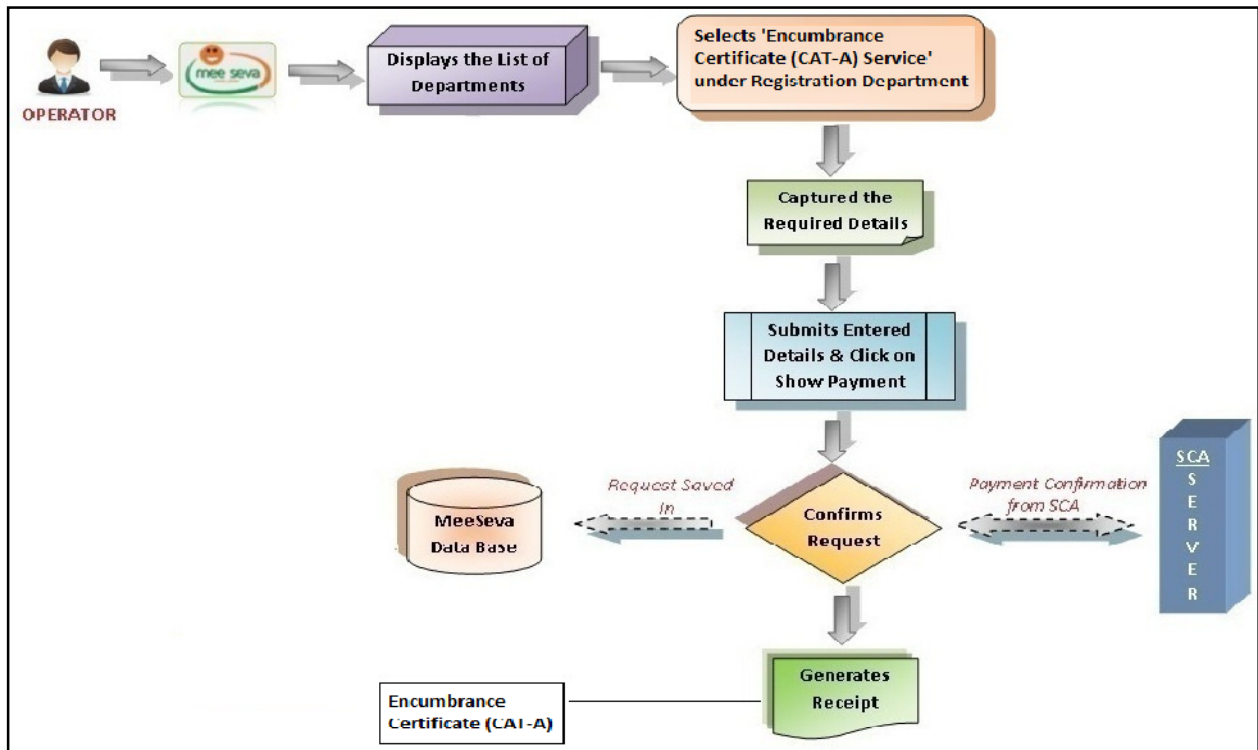 OPERATOR
mee seva
Displays the List of
Departments
Selects 'Encumbrance
Certificate (CAT-A) Service'
under Registration Department
Captured the
Required Details
Submits Entered
Details & Click on
Show Payment
Request Saved
In
MeeSeva
Data Base
Confirms
Request
Payment Confirmation
from SCA
SCA
S
E
R
V
E
R
Generates
Receipt
Encumbrance
Certificate (CAT-A)